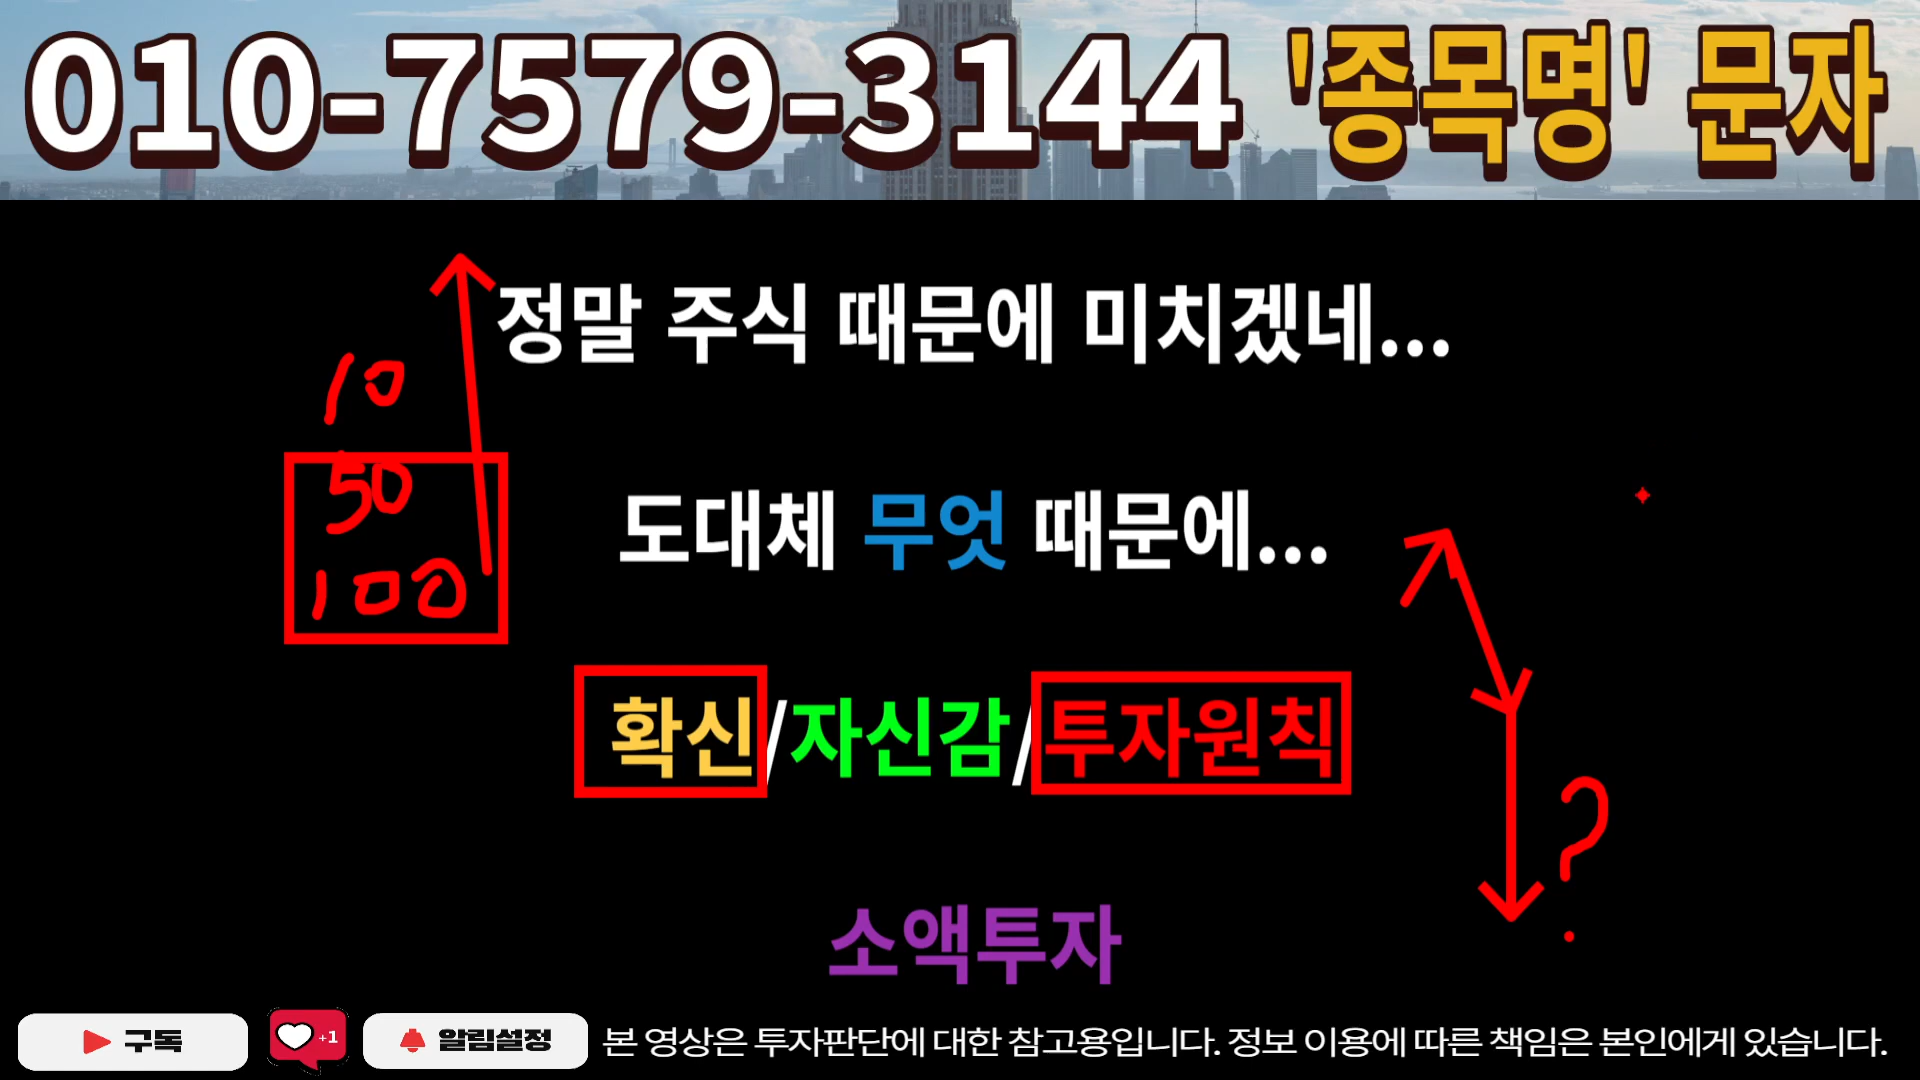 010-7579-3144 '종목명' 문자
정말 주식 때문에 미치겠네...
10
50
100
도대체 무엇 때문에...
확신/자신감/투자원칙
?
소액투자
구독
+1
알림설정
본 영상은 투자판단에 대한 참고용입니다. 정보 이용에 따른 책임은 본인에게 있습니다.